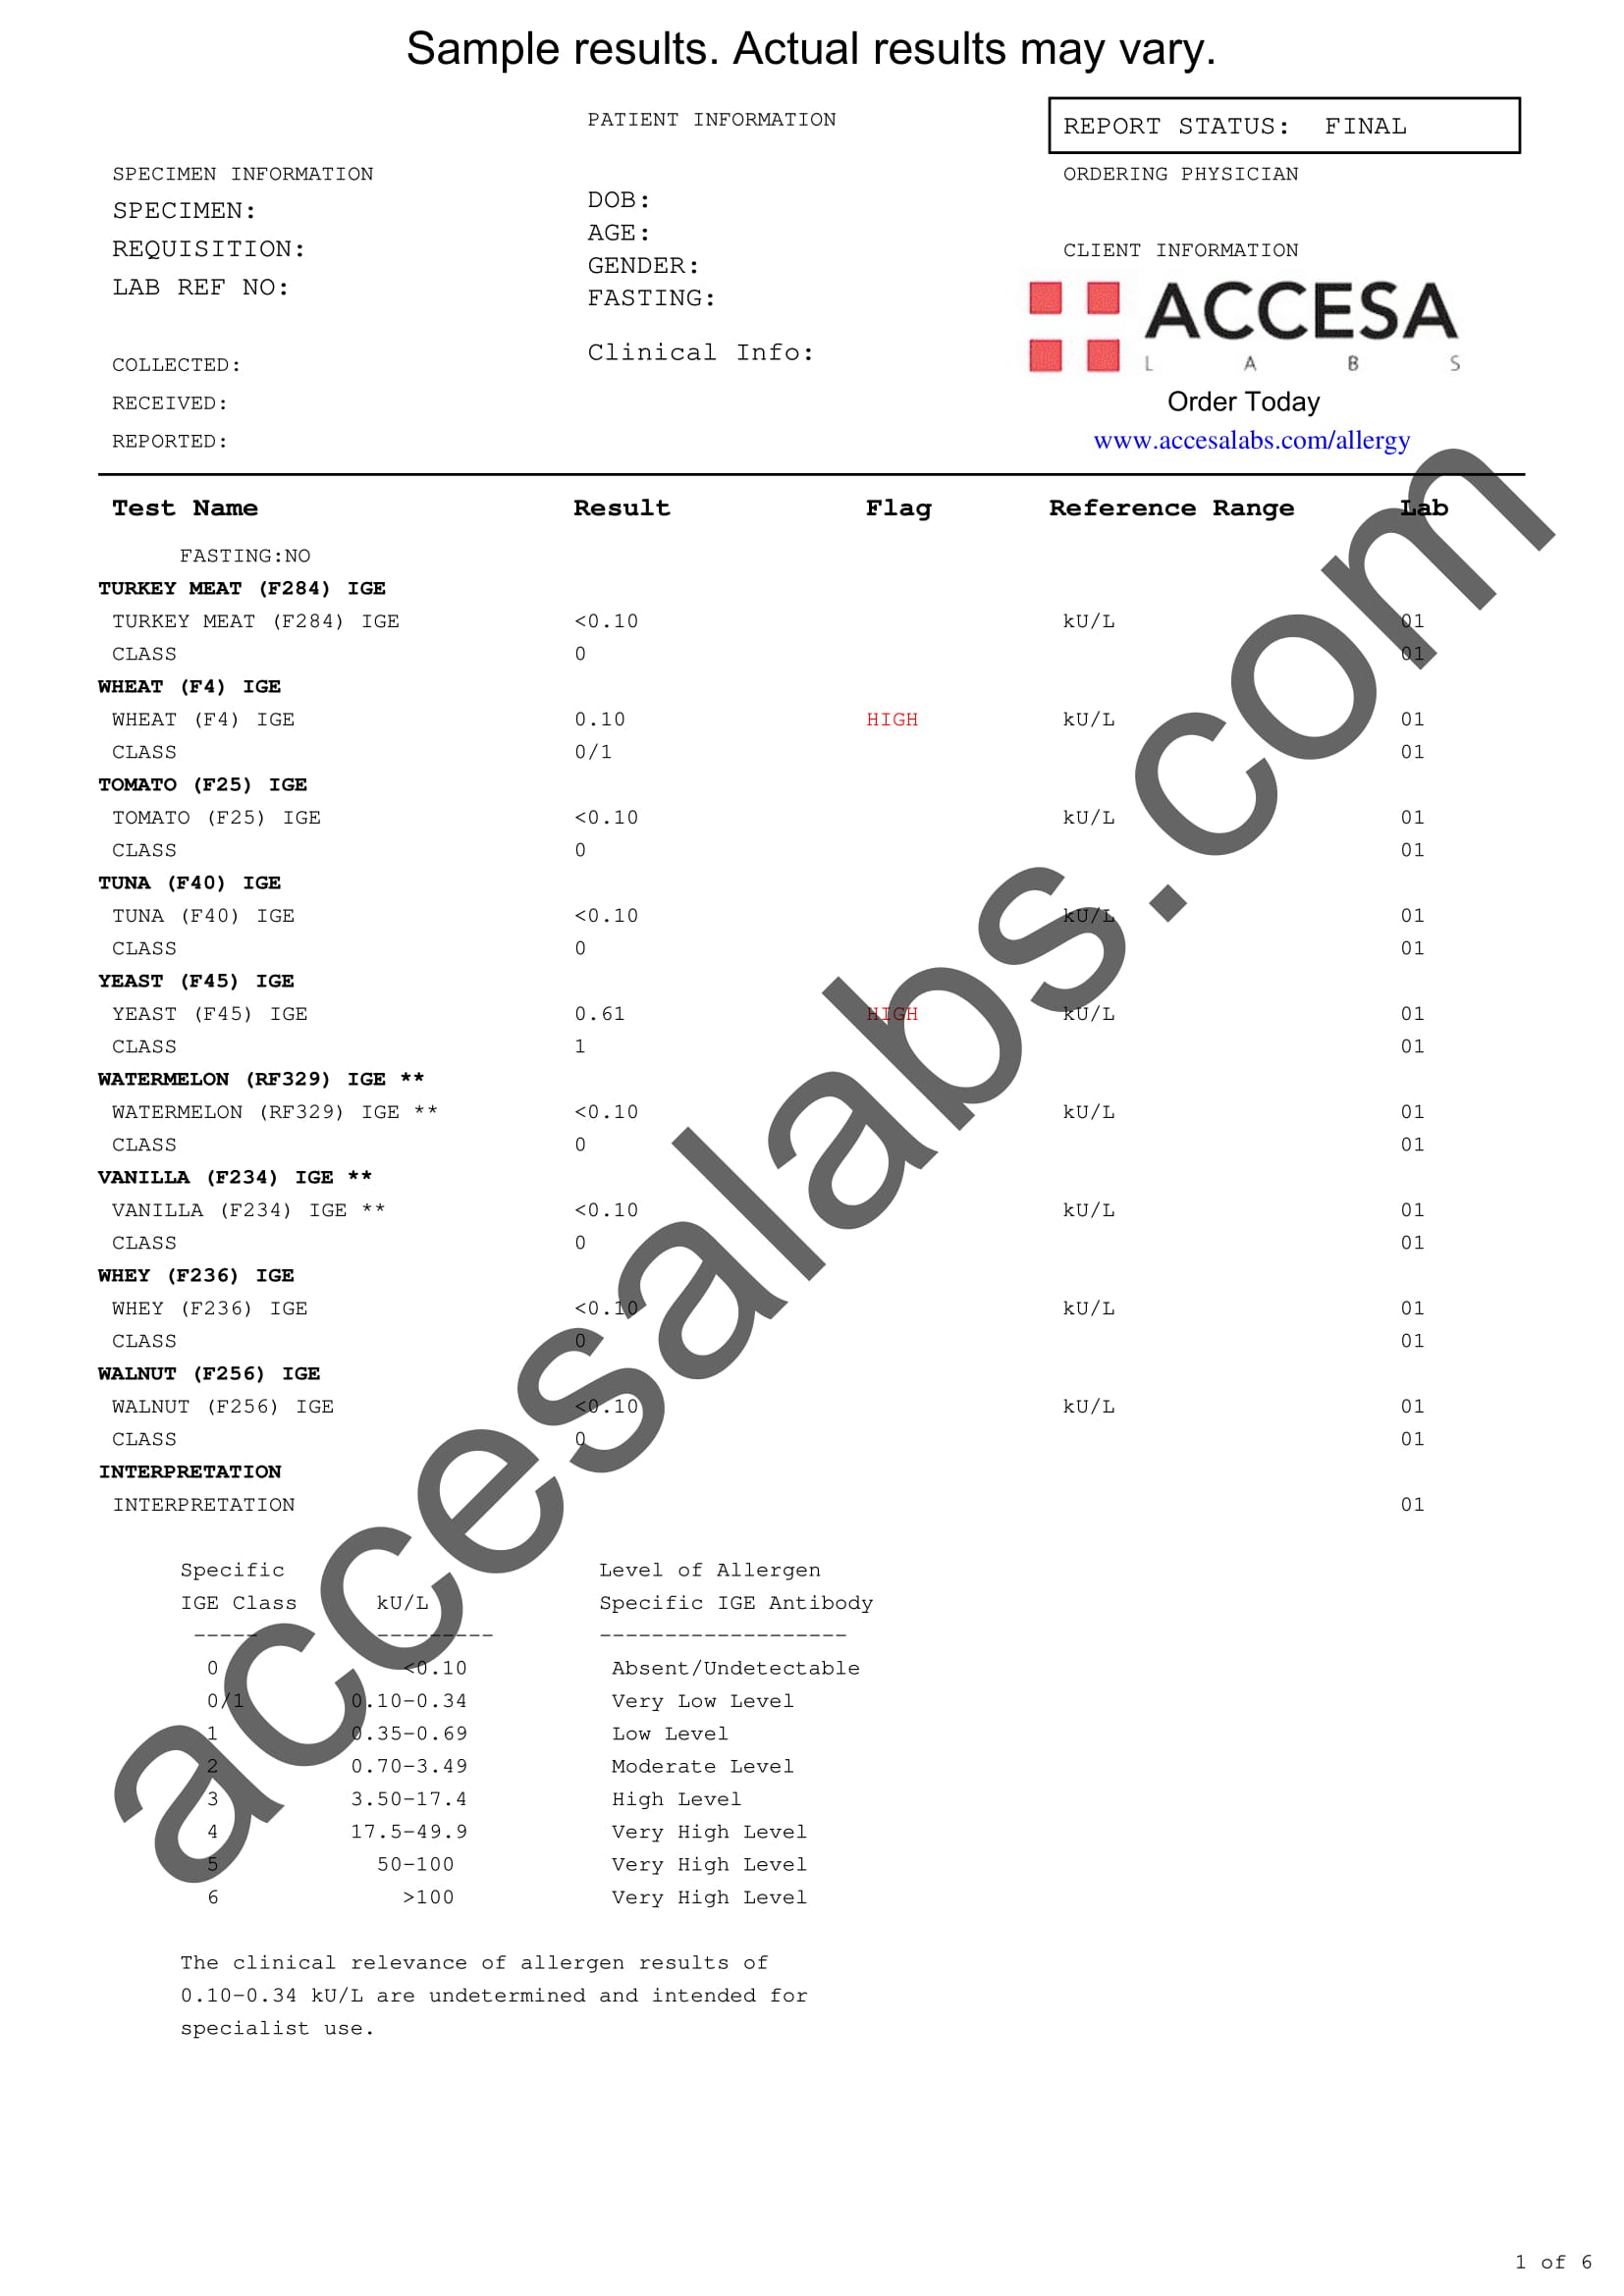 Sample results. Actual results may vary.
PATIENT INFORMATION
REPORT STATUS: FINAL
SPECIMEN INFORMATION
ORDERING PHYSICIAN
SPECIMEN:
DOB:
REQUISITION:
AGE:
CLIENT INFORMATION
GENDER:
LAB REF NO:
FASTING:
ACCESA
LABS
Clinical Info:
COLLECTED:
Order Today
RECEIVED:
www.accesalabs.com/allergy
REPORTED:
Test Name Result Flag Reference Range Lab
FASTING:NO
TURKEY MEAT (F284) IGE
TURKEY MEAT (F284) IGE <0.10 kU/L 01
CLASS 0 01
WHEAT (F4) IGE
WHEAT (F4) IGE 0.10 HIGH kU/L 01
CLASS 0/1 01
TOMATO (F25) IGE
TOMATO (F25) IGE <0.10 kU/L 01
CLASS 0 01
TUNA (F40) IGE
TUNA (F40) IGE <0.10 kU/L 01
CLASS 0 01
YEAST (F45) IGE
YEAST (F45) IGE 0.61 HIGH kU/L 01
CLASS 1 01
WATERMELON (RF329) IGE **
WATERMELON (RF329) IGE ** <0.10 kU/L 01
CLASS 0 01
VANILLA (F234) IGE **
VANILLA (F234) IGE ** <0.10 kU/L 01
CLASS 0 01
WHEY (F236) IGE
WHEY (F236) IGE <0.10 kU/L 01
CLASS 0 01
WALNUT (F256) IGE
WALNUT (F256) IGE <0.10 kU/L 01
CLASS 0 01
INTERPRETATION
INTERPRETATION 01
Specific Level of Allergen
IGE Class kU/L Specific IGE Antibody
----- --------- -------------------
0 <0.10 Absent/Undetectable
0/1 0.10-0.34 Very Low Level
1 0.35-0.69 Low Level
2 0.70-3.49 Moderate Level
3 3.50-17.4 High Level
4 17.5-49.9 Very High Level
5 50-100 Very High Level
6 >100 Very High Level
The clinical relevance of allergen results of
0.10-0.34 kU/L are undetermined and intended for
specialist use.
accesalabs.com
1 of 6